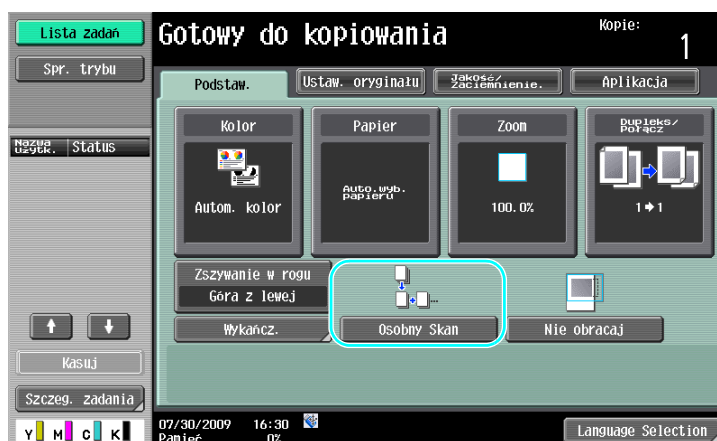 Lista zadań
Spr. trybu
Nazwa użytk.
Status
Kasuj
Szczeg. zadania
Y M C K
Gotowy do kopiowania
Kopie:
1
Podstaw.
Ustaw. oryginału
Jakość/
zaciemnienie.
Aplikacja
Kolor
Papier
Zoom
Dupleks/
Połącz
Autom. kolor
Auto.wyb.
papieru
100.0%
1→1
Zszywanie w rogu
Góra z lewej
Wykańcz.
Osobny Skan
Nie obracaj
07/30/2009 16:30
Pamięć 0%
Language Selection